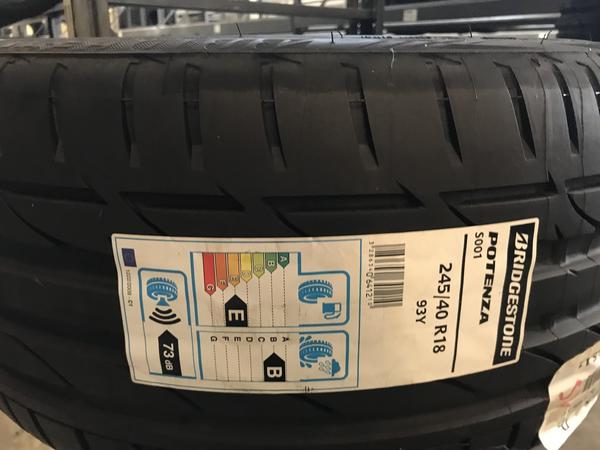 BRIDGESTONE
POTENZA
S001
245/40 R18
93Y
A
B
C
D
E
F
G
E
A
B
C
D
E
F
G
B
73 dB